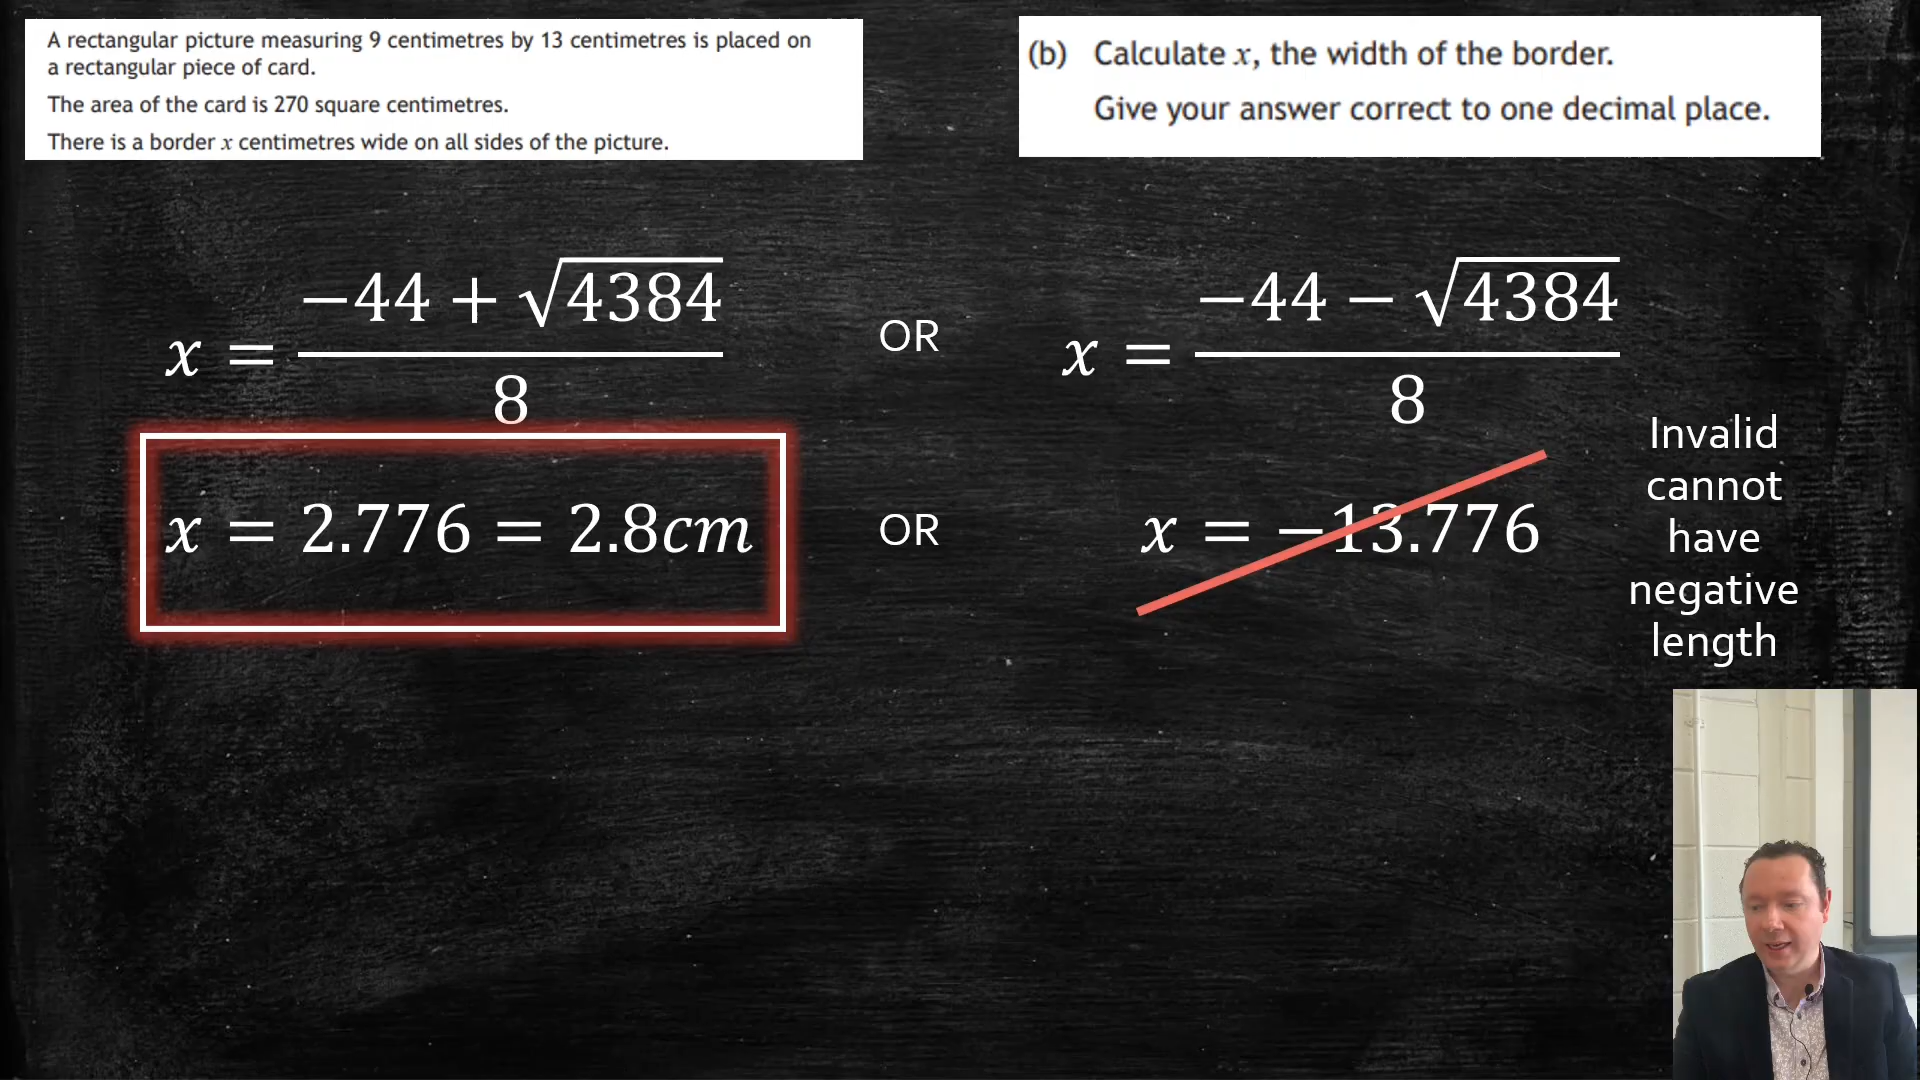 A rectangular picture measuring 9 centimetres by 13 centimetres is placed on
a rectangular piece of card.
The area of the card is 270 square centimetres.
There is a border x centimetres wide on all sides of the picture.
(b) Calculate x, the width of the border.
Give your answer correct to one decimal place.
x = (−44 + √4384)/8
OR
x = (−44 − √4384)/8
x = 2.776 = 2.8cm
OR
x = −13.776
Invalid
cannot
have
negative
length